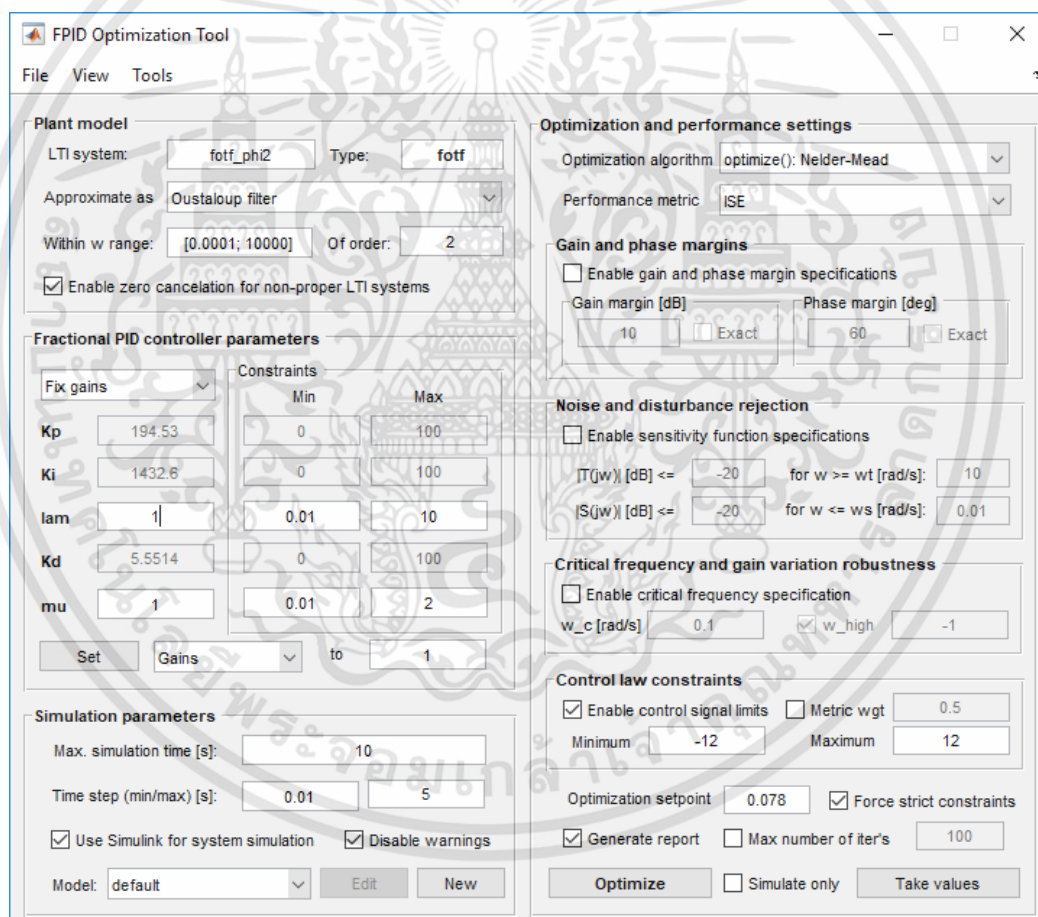 FPID Optimization Tool
File View Tools
Plant model
LTI system: fotf_phi2 Type: fotf
Approximate as Oustaloup filter
Within w range: [0.0001; 10000] Of order: 2
Enable zero cancelation for non-proper LTI systems
Fractional PID controller parameters
Fix gains
Constraints
Min Max
Kp 194.53 0 100
Ki 1432.6 0 100
lam 1 0.01 10
Kd 5.5514 0 100
mu 1 0.01 2
Set Gains to 1
Simulation parameters
Max. simulation time [s]: 10
Time step (min/max) [s]: 0.01 5
Use Simulink for system simulation Disable warnings
Model: default Edit New
Optimization and performance settings
Optimization algorithm optimize(): Nelder-Mead
Performance metric ISE
Gain and phase margins
Enable gain and phase margin specifications
Gain margin [dB] Phase margin [deg]
10 Exact 60 Exact
Noise and disturbance rejection
Enable sensitivity function specifications
|T(jw)| [dB] <= -20 for w >= wt [rad/s]: 10
|S(jw)| [dB] <= -20 for w <= ws [rad/s]: 0.01
Critical frequency and gain variation robustness
Enable critical frequency specification
w_c [rad/s] 0.1 w_high -1
Control law constraints
Enable control signal limits Metric wgt 0.5
Minimum -12 Maximum 12
Optimization setpoint 0.078 Force strict constraints
Generate report Max number of iter's 100
Optimize Simulate only Take values